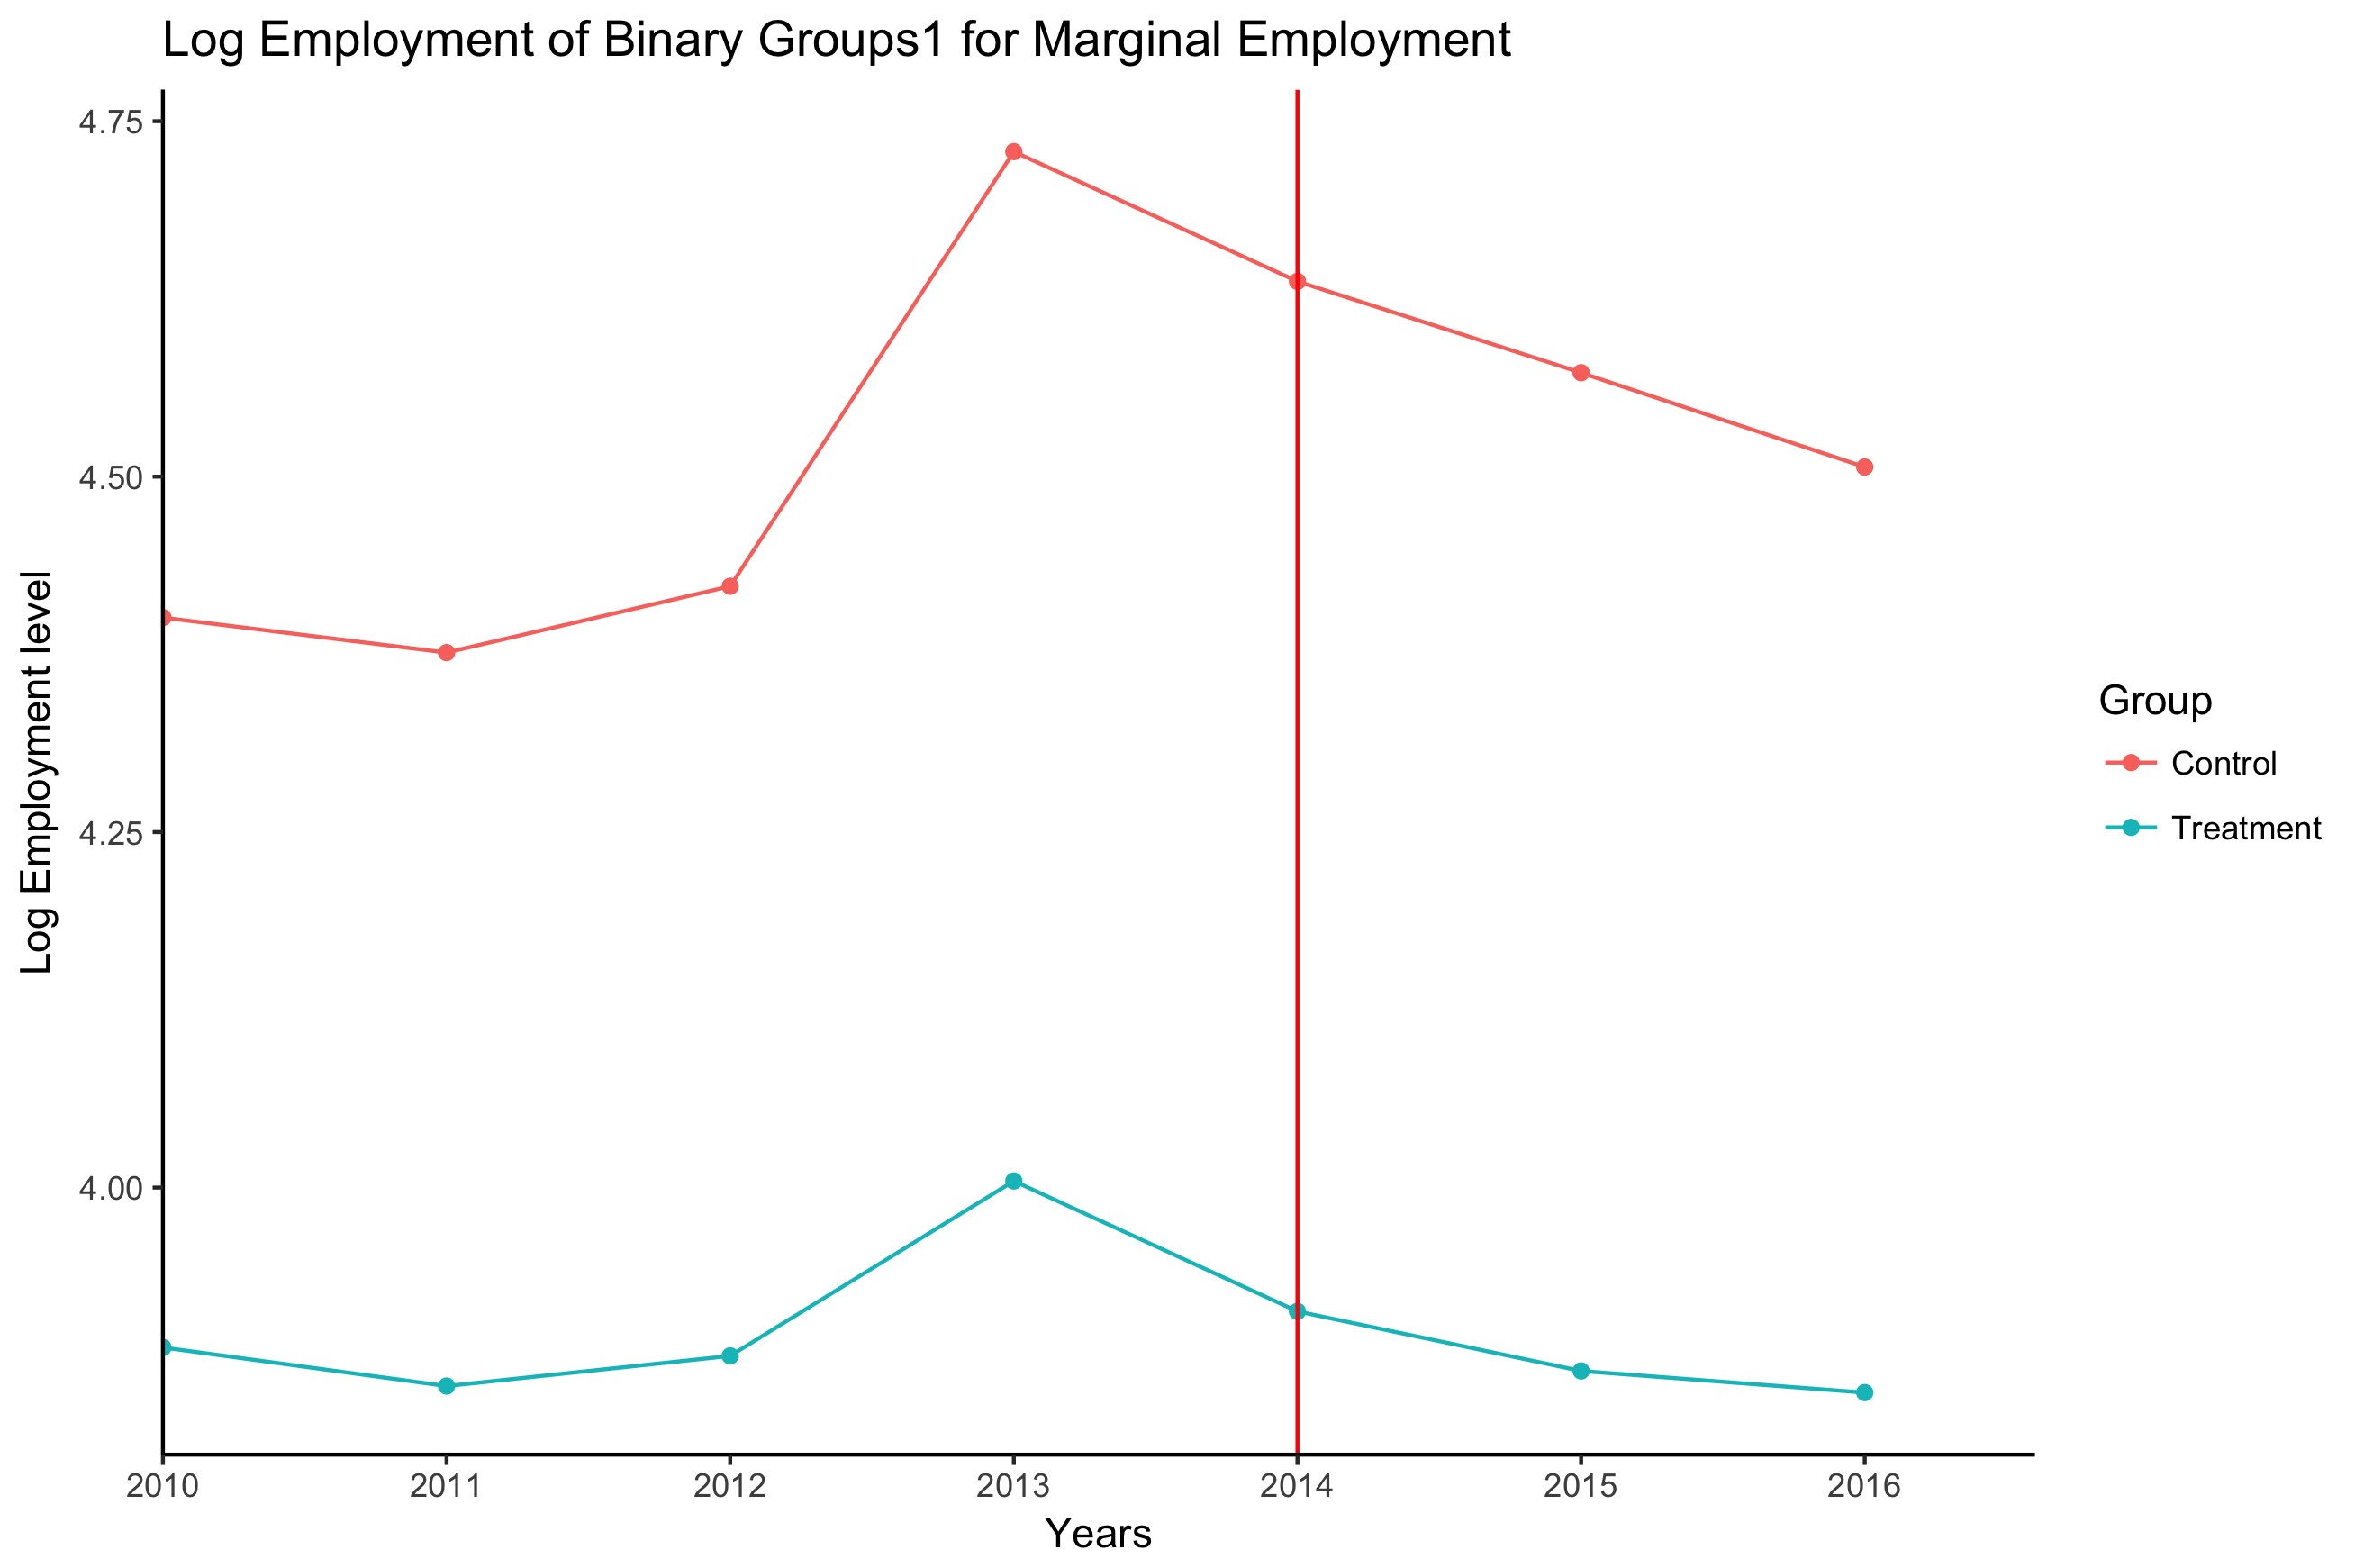 Log Employment of Binary Groups1 for Marginal Employment
4.75
4.50
4.25
4.00
Log Employment level
2010 2011 2012 2013 2014 2015 2016
Years
Group
Control
Treatment